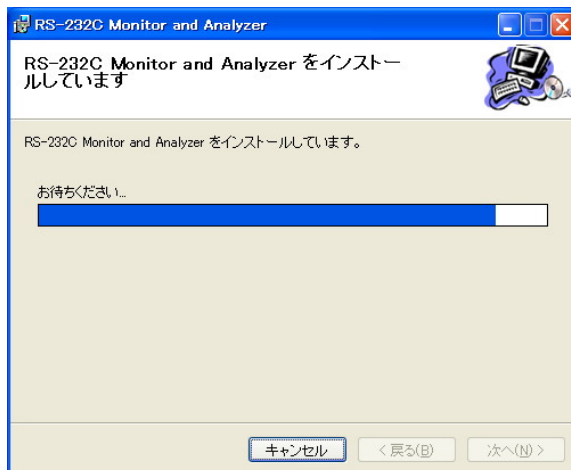 RS-232C Monitor and Analyzer
RS-232C Monitor and Analyzer をインストー
ルしています
RS-232C Monitor and Analyzer をインストールしています。
お待ちください...
キャンセル
< 戻る(B)
次へ(N) >